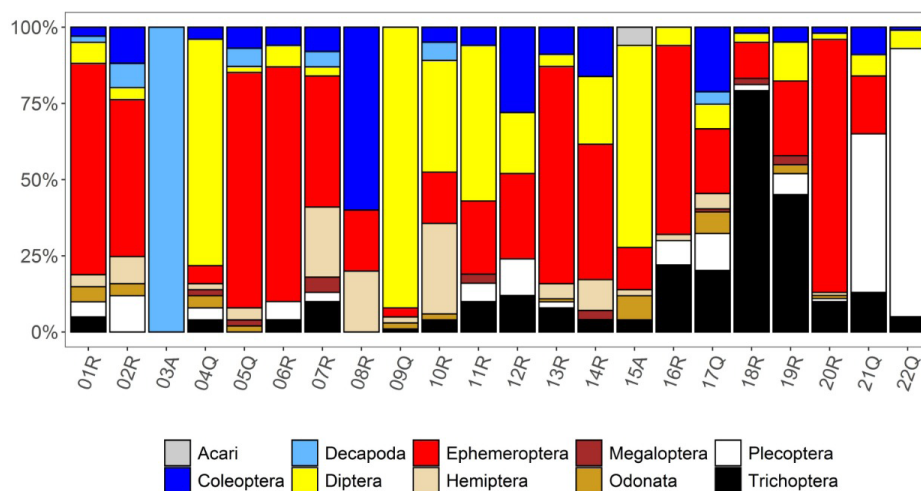 100%
75%
50%
25%
0%
01R 02R 03A 04Q 05Q 06R 07R 08R 09Q 10R 11R 12R 13R 14R 15A 16R 17Q 18R 19R 20R 21Q 22Q
Acari Decapoda Ephemeroptera Megaloptera Plecoptera
Coleoptera Diptera Hemiptera Odonata Trichoptera